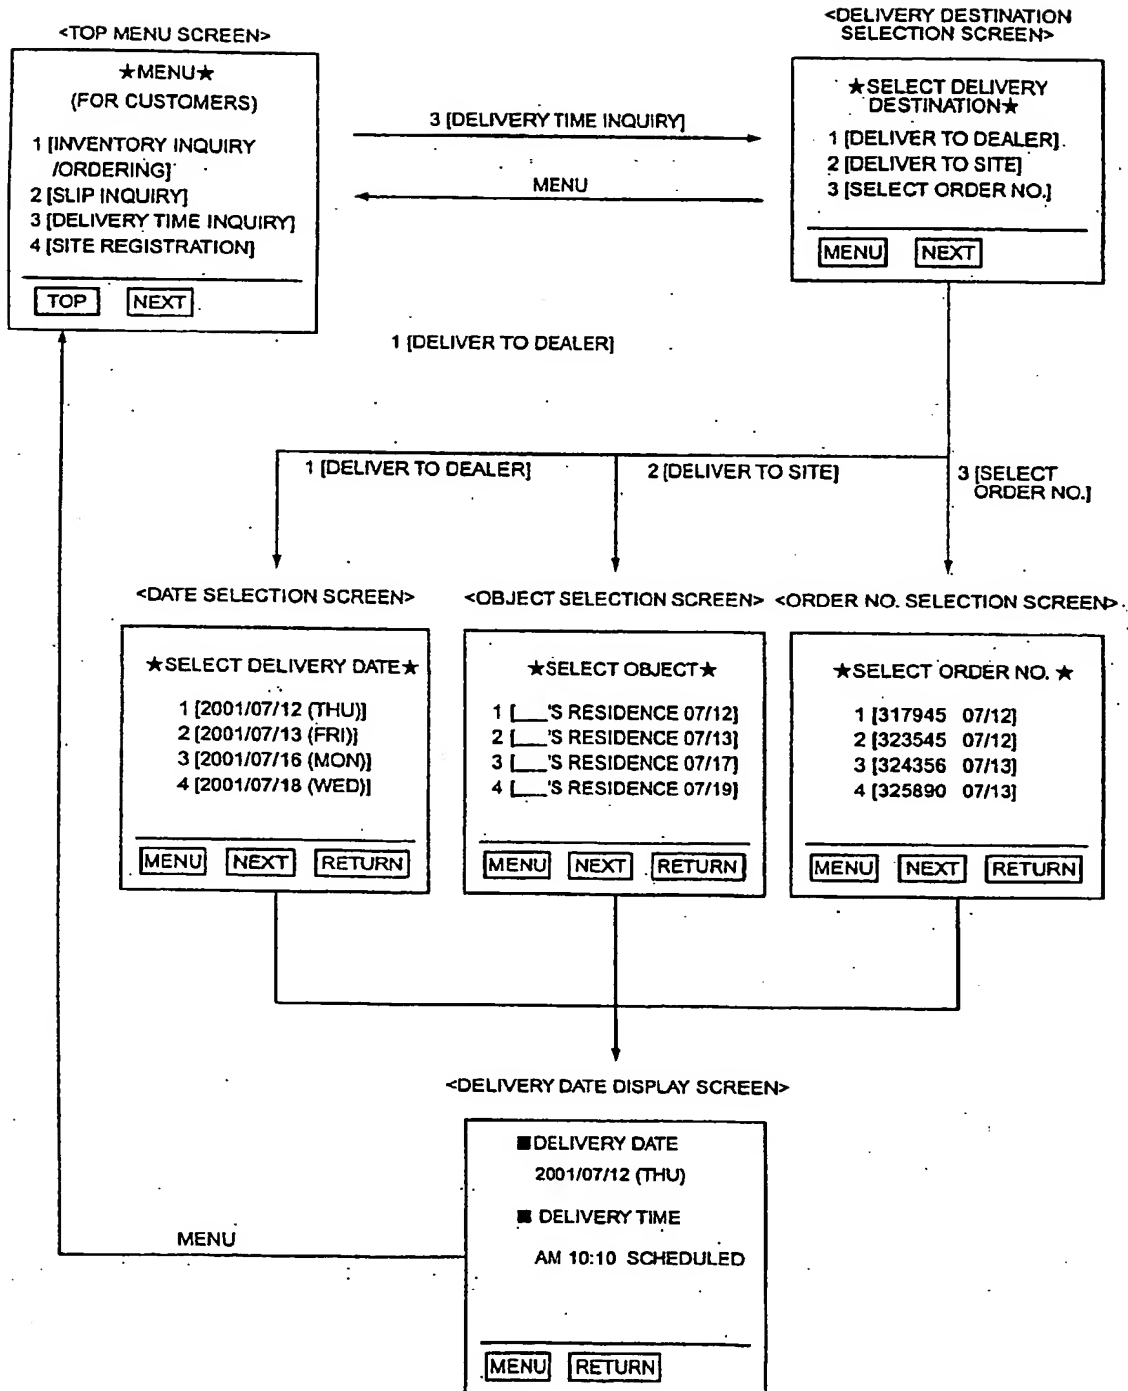 <TOP MENU SCREEN>
★MENU★
(FOR CUSTOMERS)
1 [INVENTORY INQUIRY
/ORDERING]
2 [SLIP INQUIRY]
3 [DELIVERY TIME INQUIRY]
4 [SITE REGISTRATION]
TOP NEXT
3 [DELIVERY TIME INQUIRY]
MENU
<DELIVERY DESTINATION
SELECTION SCREEN>
★SELECT DELIVERY
DESTINATION★
1 [DELIVER TO DEALER]
2 [DELIVER TO SITE]
3 [SELECT ORDER NO.]
MENU NEXT
1 [DELIVER TO DEALER]
1 [DELIVER TO DEALER]
2 [DELIVER TO SITE]
3 [SELECT
ORDER NO.]
<DATE SELECTION SCREEN>
★SELECT DELIVERY DATE★
1 [2001/07/12 (THU)]
2 [2001/07/13 (FRI)]
3 [2001/07/16 (MON)]
4 [2001/07/18 (WED)]
MENU NEXT RETURN
<OBJECT SELECTION SCREEN>
★SELECT OBJECT★
1 [___'S RESIDENCE 07/12]
2 [___'S RESIDENCE 07/13]
3 [___'S RESIDENCE 07/17]
4 [___'S RESIDENCE 07/19]
MENU NEXT RETURN
<ORDER NO. SELECTION SCREEN>
★SELECT ORDER NO. ★
1 [317945 07/12]
2 [323545 07/12]
3 [324356 07/13]
4 [325890 07/13]
MENU NEXT RETURN
<DELIVERY DATE DISPLAY SCREEN>
■DELIVERY DATE
2001/07/12 (THU)
■ DELIVERY TIME
AM 10:10 SCHEDULED
MENU RETURN
MENU